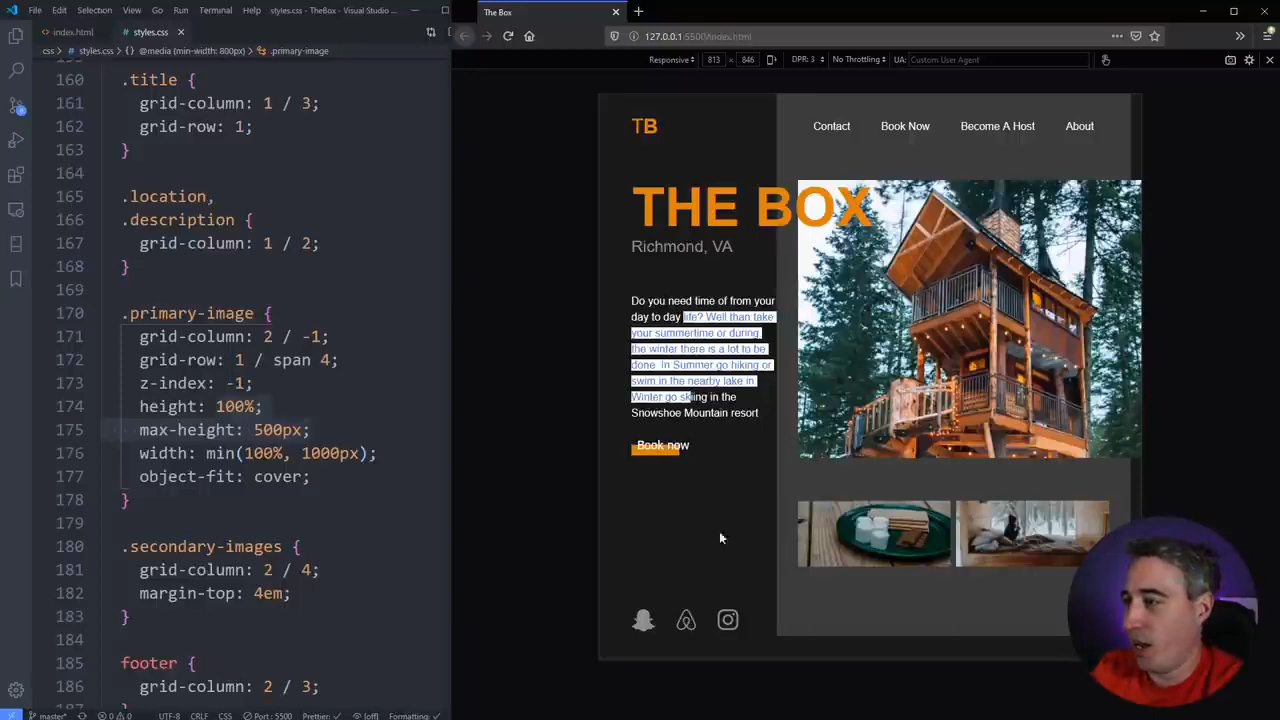 File Edit Selection View Go Run Terminal Help styles.css - TheBox - Visual Studio ...
The Box
index.html styles.css
127.0.0.1:5500/index.html
css > styles.css > @media (min-width: 800px) > .primary-image
Responsive 813 × 846 DPR: 3 No Throttling UA: Custom User Agent
160 .title {
161 grid-column: 1 / 3;
162 grid-row: 1;
163 }
164
165 .location,
166 .description {
167 grid-column: 1 / 2;
168 }
169
170 .primary-image {
171 grid-column: 2 / -1;
172 grid-row: 1 / span 4;
173 z-index: -1;
174 height: 100%;
175 max-height: 500px;
176 width: min(100%, 1000px);
177 object-fit: cover;
178 }
179
180 .secondary-images {
181 grid-column: 2 / 4;
182 margin-top: 4em;
183 }
184
185 footer {
186 grid-column: 2 / 3;
TB
Contact Book Now Become A Host About
THE BOX
Richmond, VA
Do you need time of from your
day to day life? Well than take
your summertime or during
the winter there is a lot to be
done. In Summer go hiking or
swim in the nearby lake in
Winter go skiing in the
Snowshoe Mountain resort
Book now
master* 0 0 UTF-8 CRLF CSS Port : 5500 Prettier: ✓ [off] Formatting: ✓